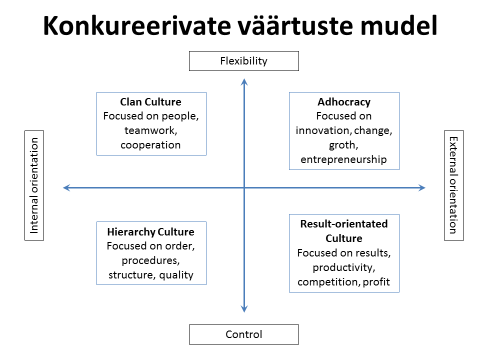 Konkureerivate väärtuste mudel
Flexibility
Clan Culture
Focused on people,
teamwork,
cooperation
Adhocracy
Focused on
innovation, change,
groth,
entrepreneurship
Internal orientation
External orientation
Hierarchy Culture
Focused on order,
procedures,
structure, quality
Result-orientated
Culture
Focused on results,
productivity,
competition, profit
Control